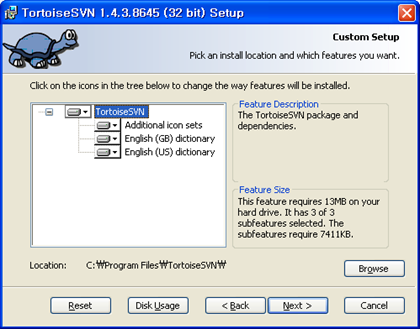 TortoiseSVN 1.4.3.8645 (32 bit) Setup
Custom Setup
Pick an install location and which features you want.
Click on the icons in the tree below to change the way features will be installed.
TortoiseSVN
Additional icon sets
English (GB) dictionary
English (US) dictionary
Feature Description
The TortoiseSVN package and
dependencies.
Feature Size
This feature requires 13MB on your
hard drive. It has 3 of 3
subfeatures selected. The
subfeatures require 7411KB.
Location: C:₩Program Files₩TortoiseSVN₩
Browse
Reset
Disk Usage
< Back
Next >
Cancel